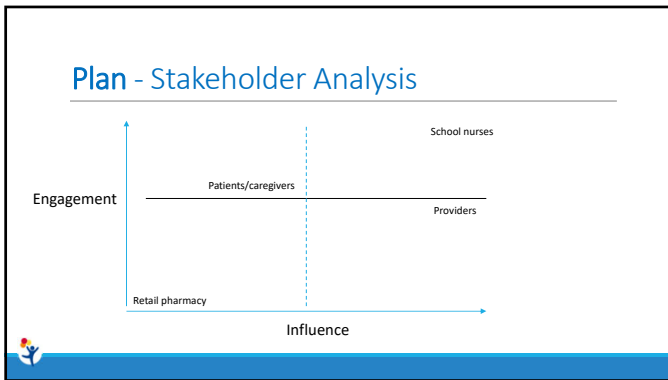 Plan - Stakeholder Analysis
School nurses
Patients/caregivers
Engagement
Providers
Retail pharmacy
Influence